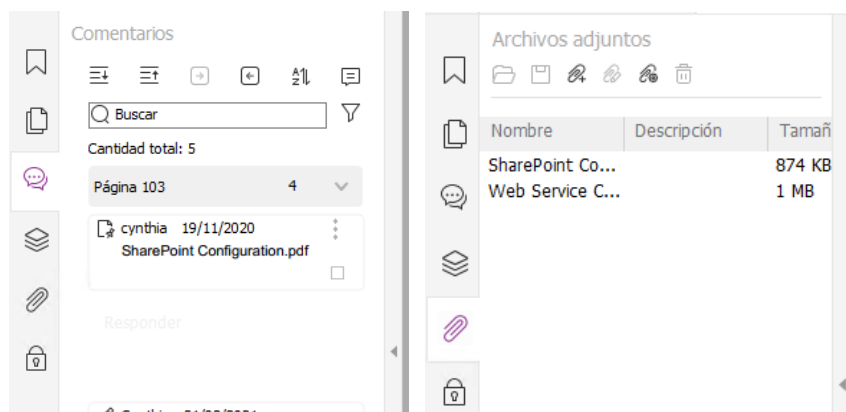 Comentarios
Buscar
Cantidad total: 5
Página 103 4
cynthia 19/11/2020
SharePoint Configuration.pdf
Responder
Archivos adjuntos
Nombre Descripción Tamañ
SharePoint Co... 874 KB
Web Service C... 1 MB